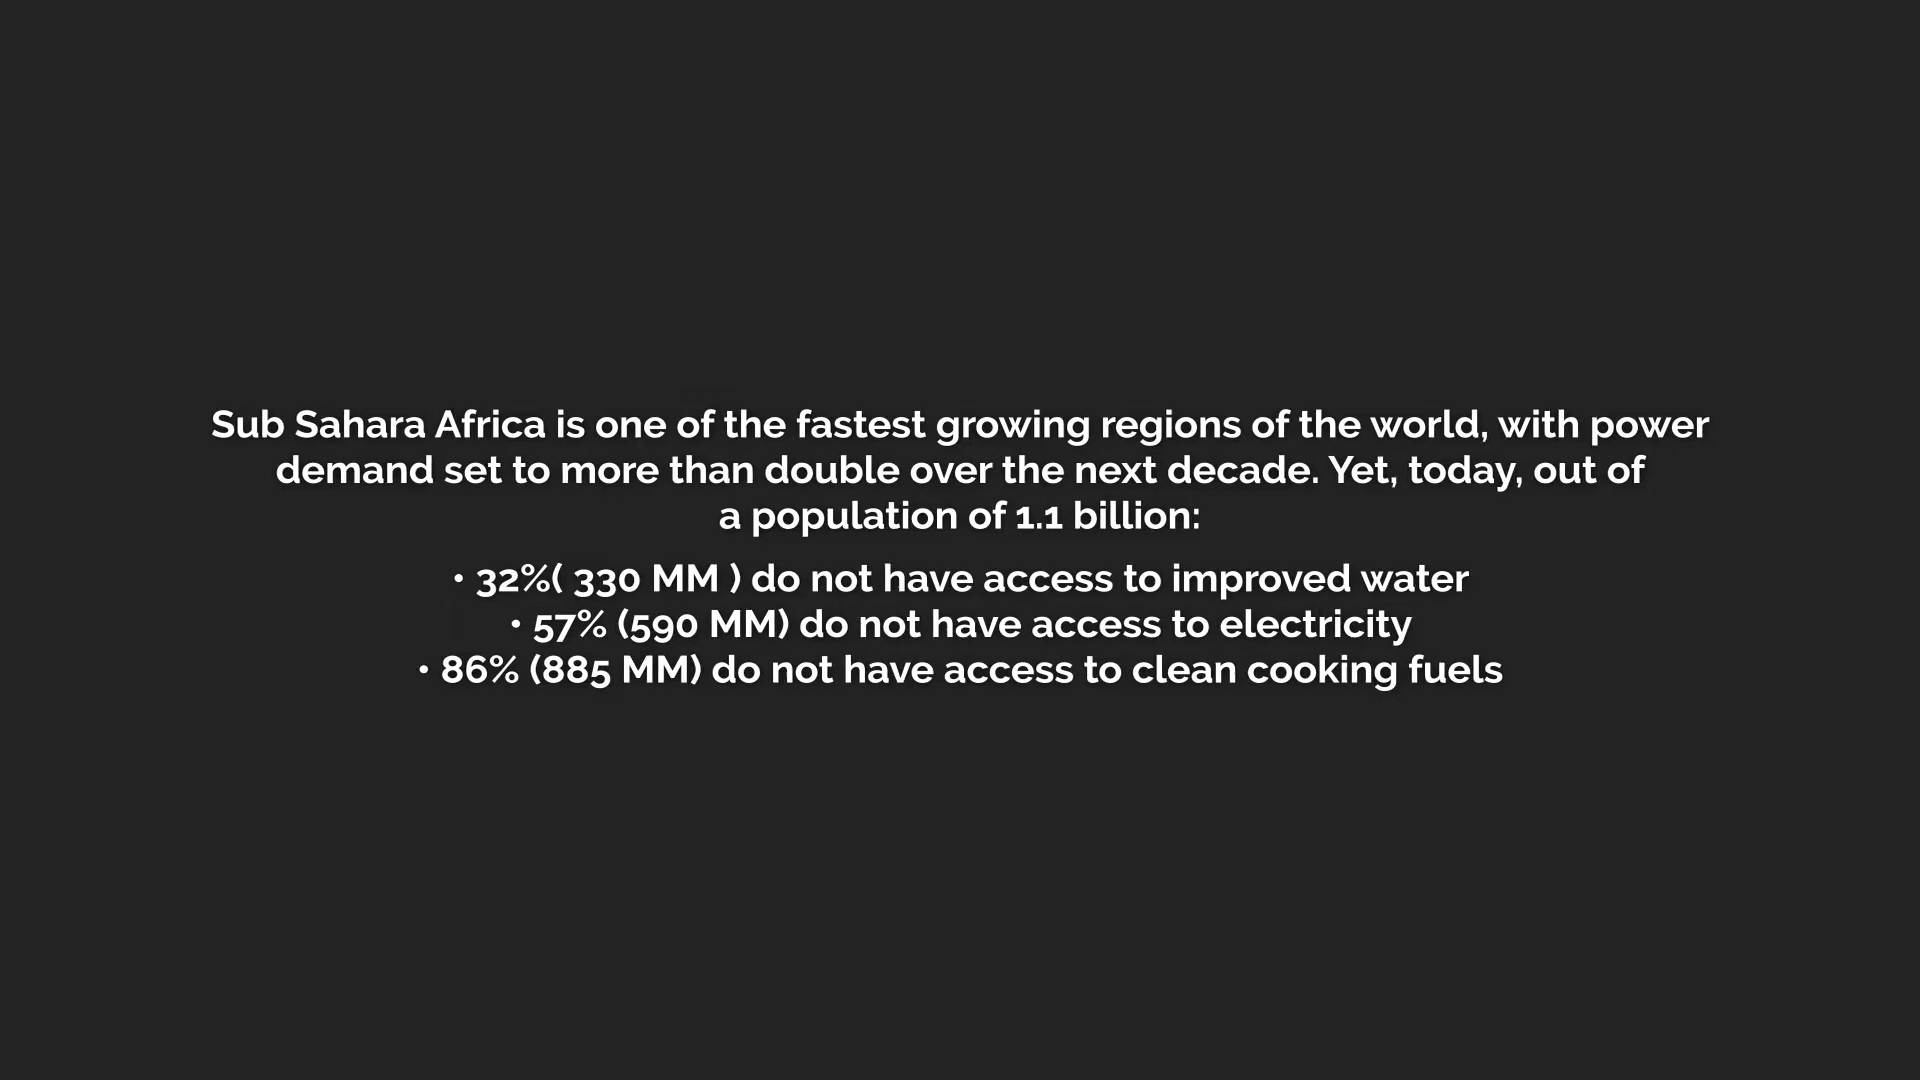 Sub Sahara Africa is one of the fastest growing regions of the world, with power
demand set to more than double over the next decade. Yet, today, out of
a population of 1.1 billion:
• 32%( 330 MM ) do not have access to improved water
• 57% (590 MM) do not have access to electricity
• 86% (885 MM) do not have access to clean cooking fuels